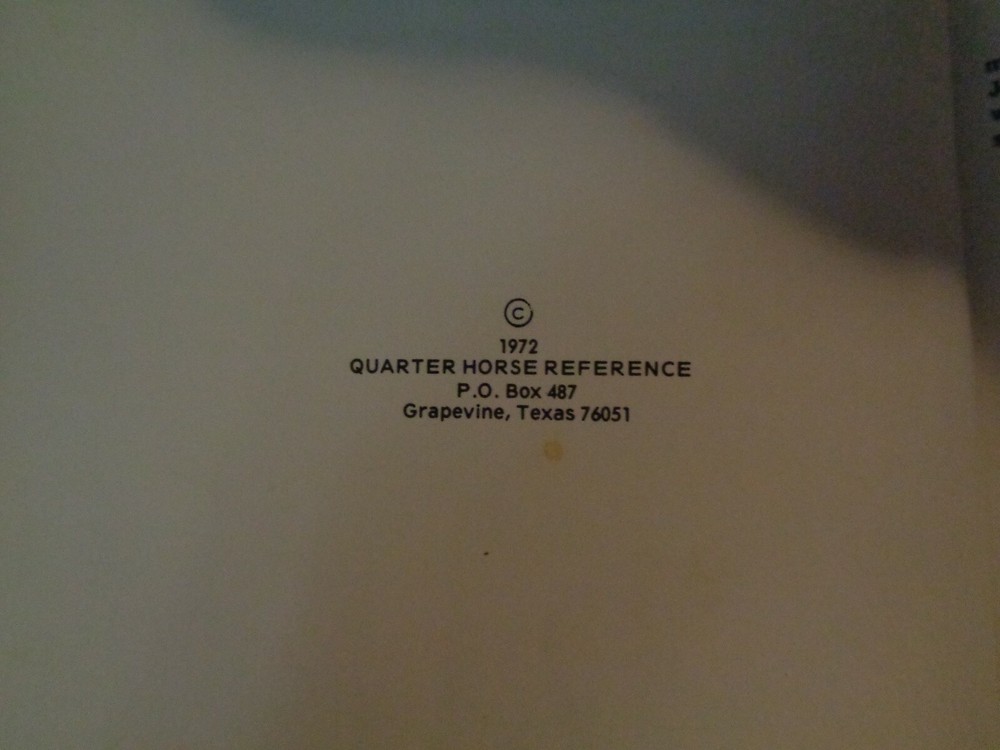 ©
1972
QUARTER HORSE REFERENCE
P.O. Box 487
Grapevine, Texas 76051